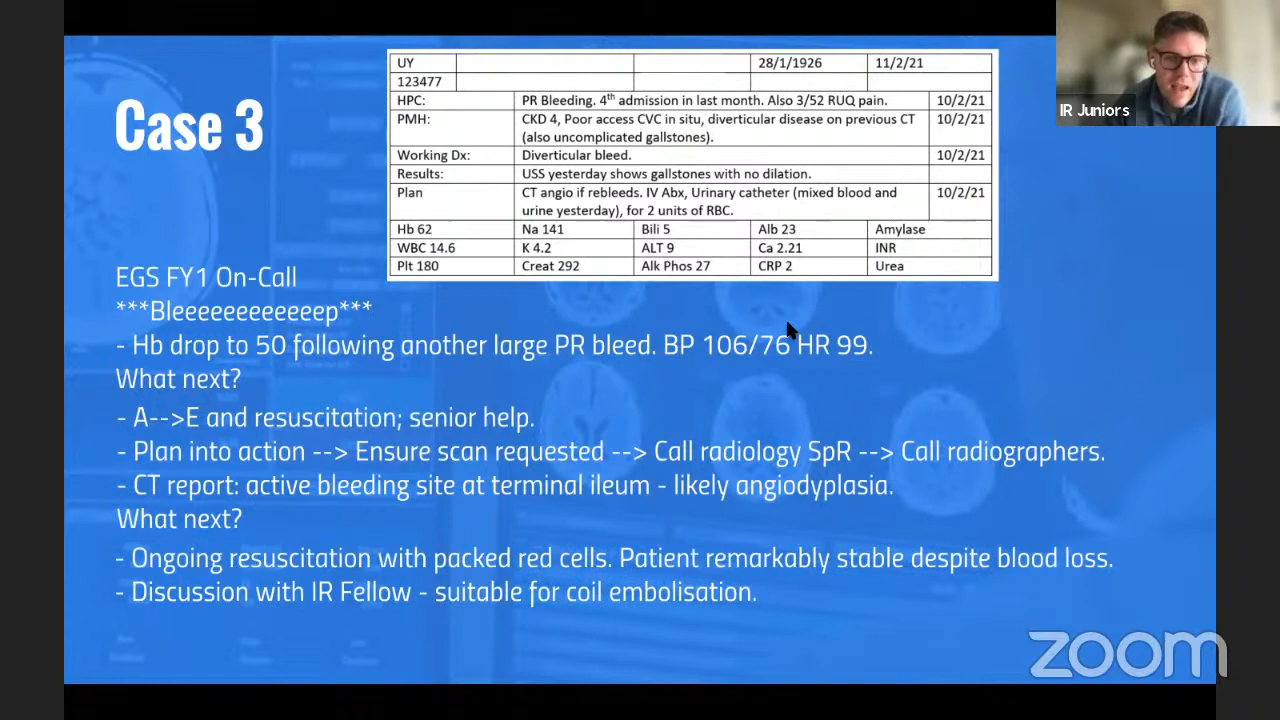 UY 28/1/1926 11/2/21
123477
HPC: PR Bleeding. 4th admission in last month. Also 3/52 RUQ pain. 10/2/21
PMH: CKD 4, Poor access CVC in situ, diverticular disease on previous CT 10/2/21
(also uncomplicated gallstones).
Working Dx: Diverticular bleed. 10/2/21
Results: USS yesterday shows gallstones with no dilation.
Plan CT angio if rebleeds. IV Abx, Urinary catheter (mixed blood and 10/2/21
urine yesterday), for 2 units of RBC.
Hb 62 Na 141 Bili 5 Alb 23 Amylase
WBC 14.6 K 4.2 ALT 9 Ca 2.21 INR
Plt 180 Creat 292 Alk Phos 27 CRP 2 Urea
IR Juniors
Case 3
EGS FY1 On-Call
***Bleeeeeeeeeeeep***
- Hb drop to 50 following another large PR bleed. BP 106/76 HR 99.
What next?
- A-->E and resuscitation; senior help.
- Plan into action --> Ensure scan requested --> Call radiology SpR --> Call radiographers.
- CT report: active bleeding site at terminal ileum - likely angiodyplasia.
What next?
- Ongoing resuscitation with packed red cells. Patient remarkably stable despite blood loss.
- Discussion with IR Fellow - suitable for coil embolisation.
zoom